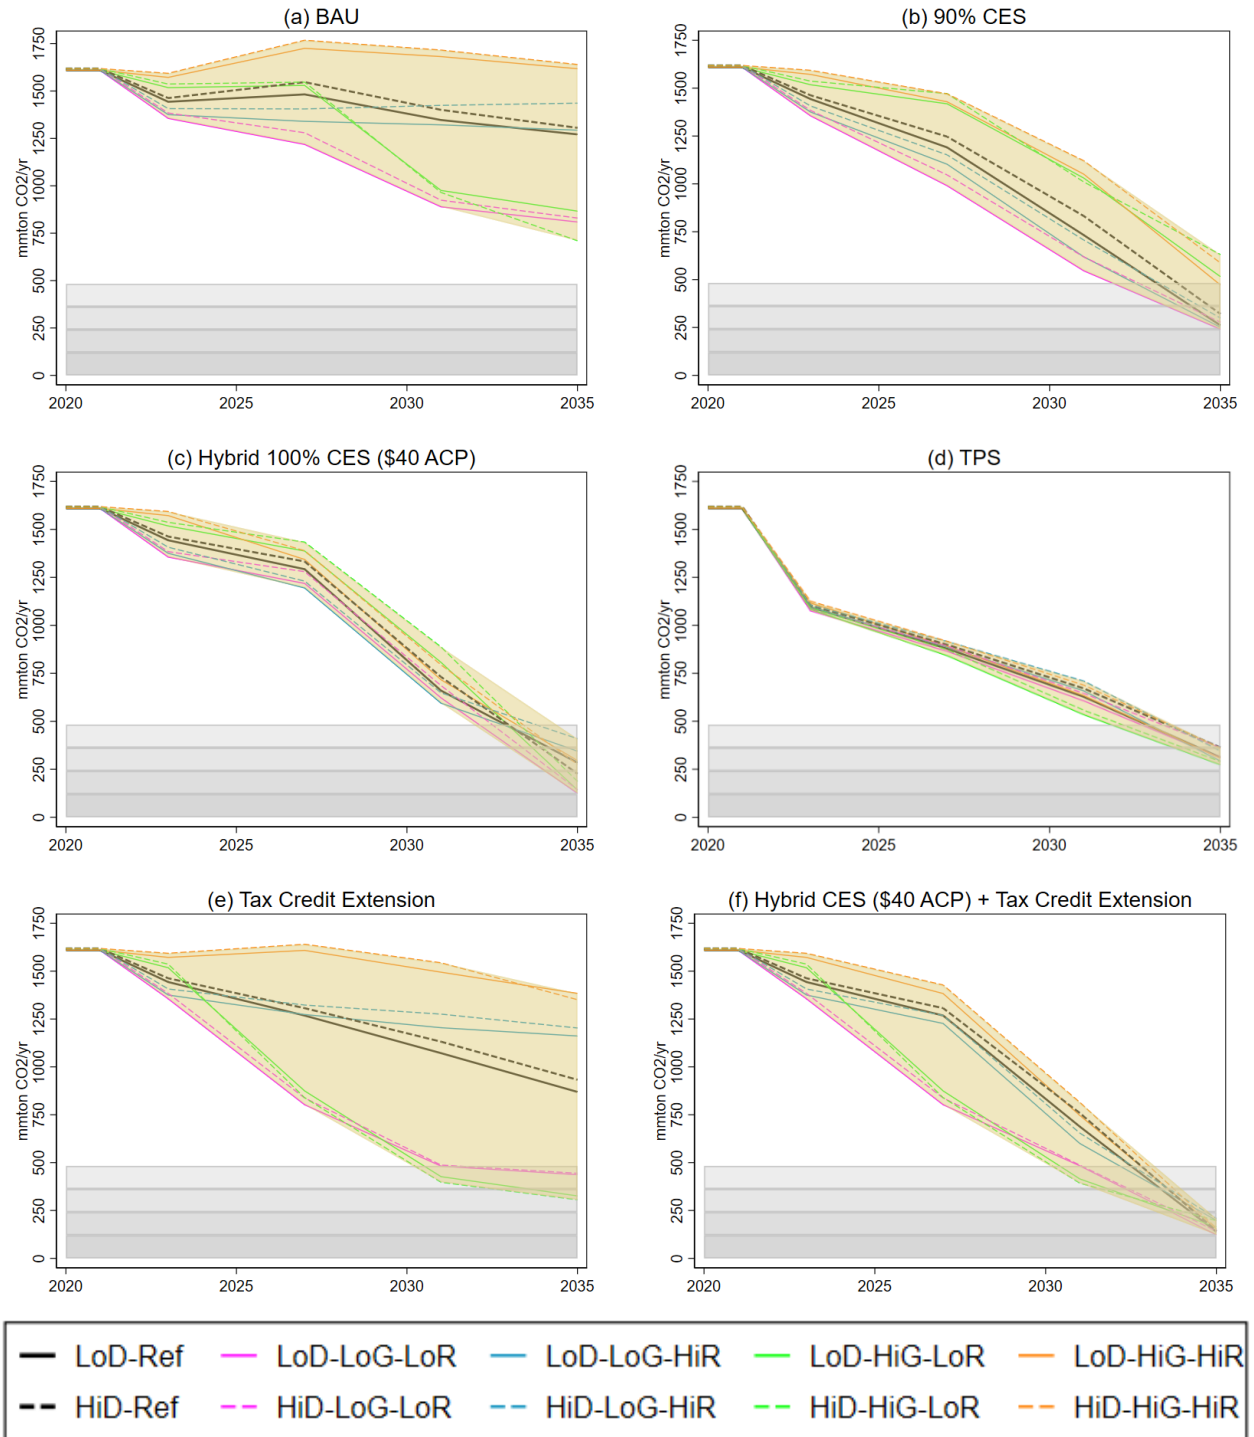 (a) BAU
mmton CO2/yr
1750
1500
1250
1000
750
500
250
0
2020 2025 2030 2035
(b) 90% CES
mmton CO2/yr
1750
1500
1250
1000
750
500
250
0
2020 2025 2030 2035
(c) Hybrid 100% CES ($40 ACP)
mmton CO2/yr
1750
1500
1250
1000
750
500
250
0
2020 2025 2030 2035
(d) TPS
mmton CO2/yr
1750
1500
1250
1000
750
500
250
0
2020 2025 2030 2035
(e) Tax Credit Extension
mmton CO2/yr
1750
1500
1250
1000
750
500
250
0
2020 2025 2030 2035
(f) Hybrid CES ($40 ACP) + Tax Credit Extension
mmton CO2/yr
1750
1500
1250
1000
750
500
250
0
2020 2025 2030 2035
LoD-Ref LoD-LoG-LoR LoD-LoG-HiR LoD-HiG-LoR LoD-HiG-HiR
HiD-Ref HiD-LoG-LoR HiD-LoG-HiR HiD-HiG-LoR HiD-HiG-HiR